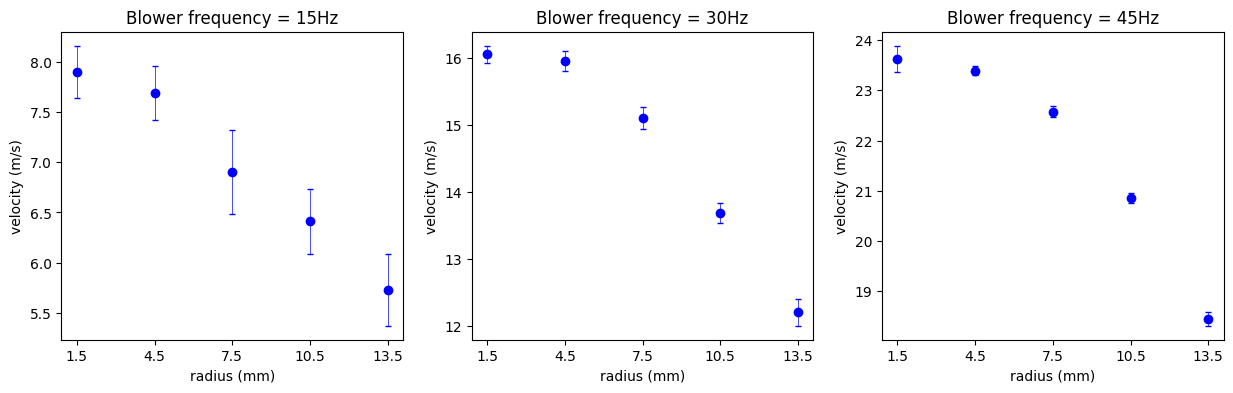 Blower frequency = 15Hz
velocity (m/s)
8.0
7.5
7.0
6.5
6.0
5.5
1.5 4.5 7.5 10.5 13.5
radius (mm)
Blower frequency = 30Hz
velocity (m/s)
16
15
14
13
12
1.5 4.5 7.5 10.5 13.5
radius (mm)
Blower frequency = 45Hz
velocity (m/s)
24
23
22
21
20
19
1.5 4.5 7.5 10.5 13.5
radius (mm)